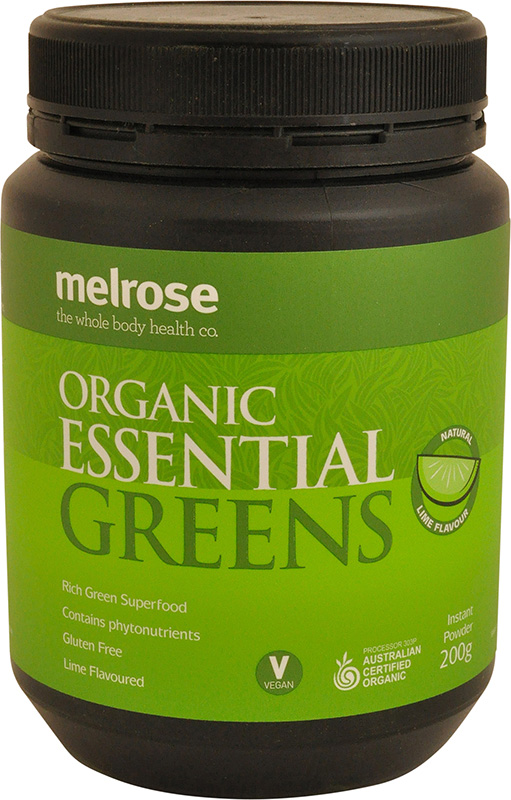 melrose
the whole body health co.
ORGANIC
ESSENTIAL
GREENS
NATURAL
LIME FLAVOUR
Rich Green Superfood
Contains phytonutrients
Gluten Free
Lime Flavoured
V
VEGAN
PROCESSOR 303P
AUSTRALIAN
CERTIFIED
ORGANIC
Instant
Powder
200g